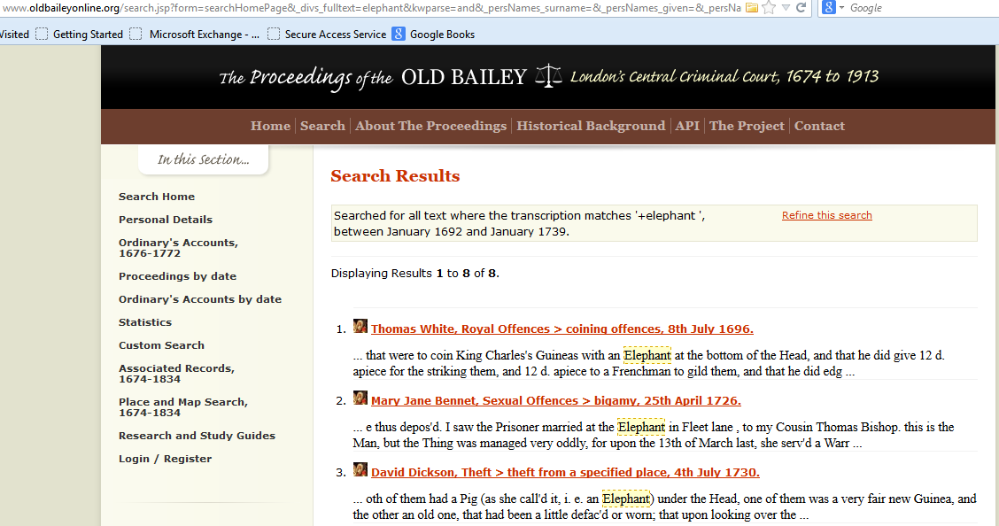 www.oldbaileyonline.org/search.jsp?form=searchHomePage&_divs_fulltext=elephant&kwparse=and&_persNames_surname=&_persNames_given=&_persNa
Google
Visited Getting Started Microsoft Exchange - ... Secure Access Service Google Books
The Proceedings of the OLD BAILEY London's Central Criminal Court, 1674 to 1913
Home Search About The Proceedings Historical Background API The Project Contact
In this Section...
Search Home
Personal Details
Ordinary's Accounts,
1676-1772
Proceedings by date
Ordinary's Accounts by date
Statistics
Custom Search
Associated Records,
1674-1834
Place and Map Search,
1674-1834
Research and Study Guides
Login / Register
Search Results
Searched for all text where the transcription matches '+elephant ',
between January 1692 and January 1739.
Refine this search
Displaying Results 1 to 8 of 8.
1. Thomas White, Royal Offences > coining offences, 8th July 1696.
... that were to coin King Charles's Guineas with an Elephant at the bottom of the Head, and that he did give 12 d.
apiece for the striking them, and 12 d. apiece to a Frenchman to gild them, and that he did edg ...
2. Mary Jane Bennet, Sexual Offences > bigamy, 25th April 1726.
... e thus depos'd. I saw the Prisoner married at the Elephant in Fleet lane , to my Cousin Thomas Bishop. this is the
Man, but the Thing was managed very oddly, for upon the 13th of March last, she serv'd a Warr ...
3. David Dickson, Theft > theft from a specified place, 4th July 1730.
... oth of them had a Pig (as she call'd it, i. e. an Elephant) under the Head, one of them was a very fair new Guinea, and
the other an old one, that had been a little defac'd or worn; that upon looking over the ...